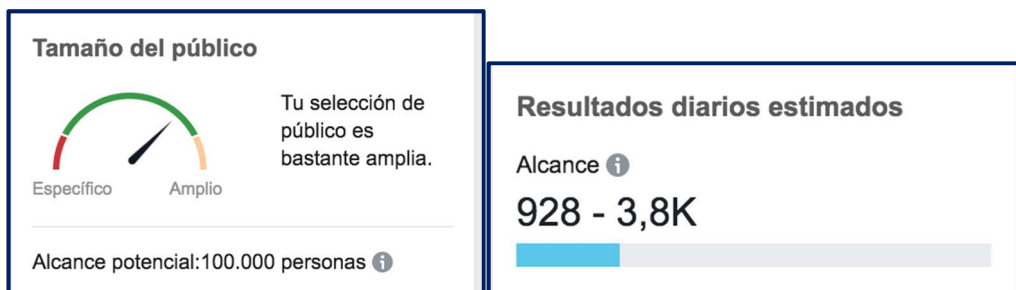 Tamaño del público
Tu selección de
público es
bastante amplia.
Específico
Amplio
Alcance potencial:100.000 personas
Resultados diarios estimados
Alcance
928 - 3,8K